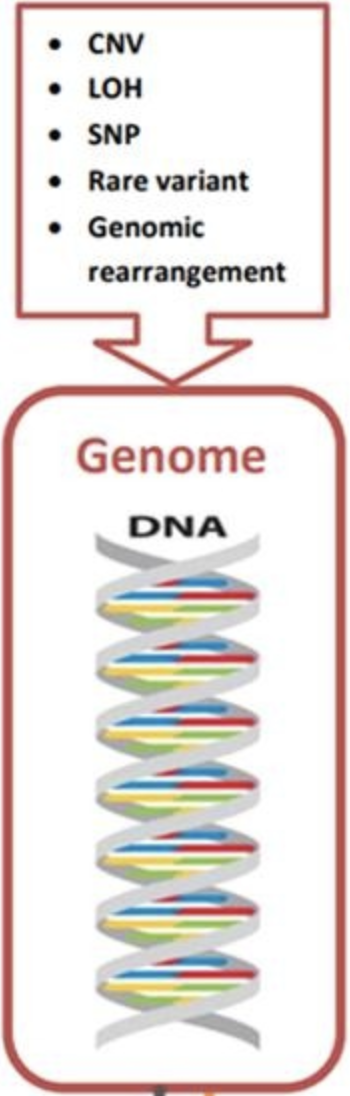 • CNV
• LOH
• SNP
• Rare variant
• Genomic
rearrangement
Genome
DNA